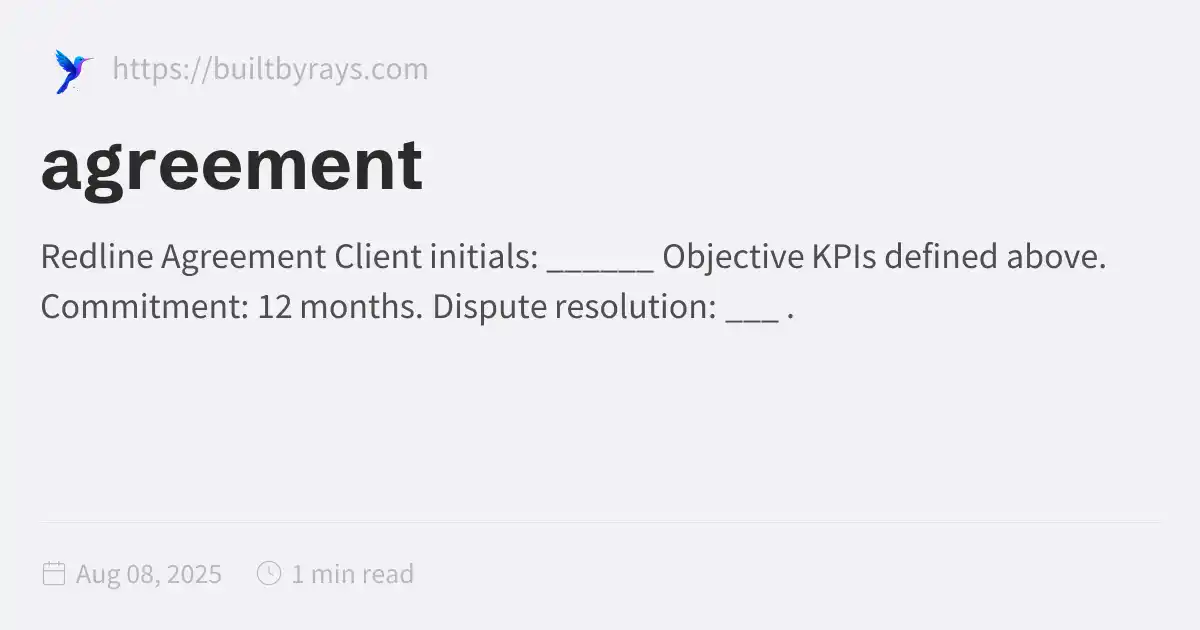 https://builtbyrays.com
agreement
Redline Agreement Client initials: ______ Objective KPIs defined above.
Commitment: 12 months. Dispute resolution: ___ .
Aug 08, 2025 1 min read